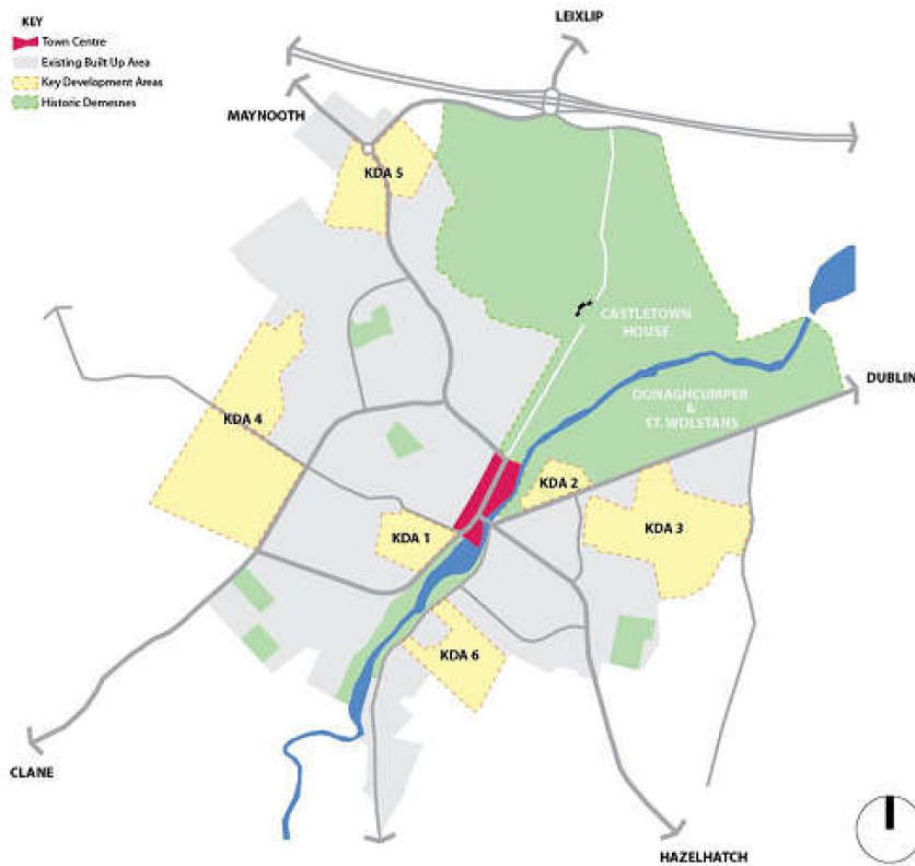 KEY
Town Centre
Existing Built Up Area
Key Development Areas
Historic Demesnes
LEIXLIP
MAYNOOTH
KDA 5
CASTLETOWN
HOUSE
DUBLIN
DONAGHCUMPER
&
ST. WOLSTANS
KDA 4
KDA 2
KDA 3
KDA 1
KDA 6
CLANE
HAZELHATCH